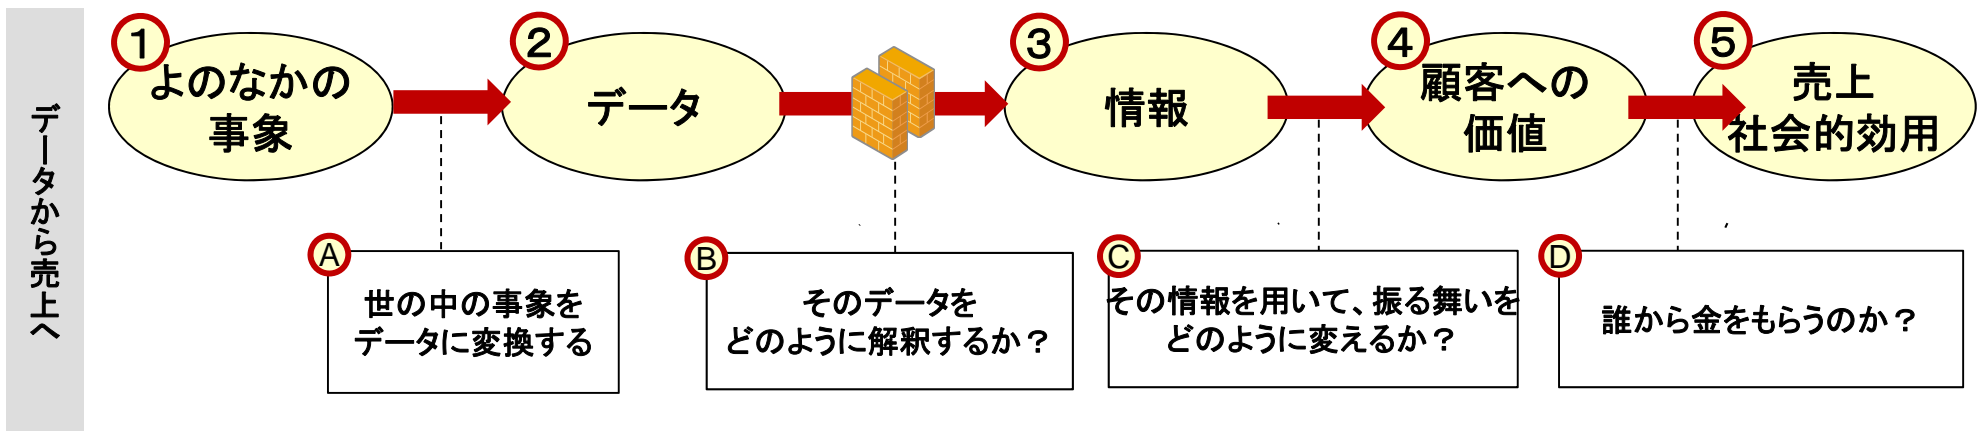 データから売上へ
1
よのなかの
事象
2
データ
3
情報
4
顧客への
価値
5
売上
社会的効用
A
世の中の事象を
データに変換する
B
そのデータを
どのように解釈するか？
C
その情報を用いて、振る舞いを
どのように変えるか？
D
誰から金をもらうのか？